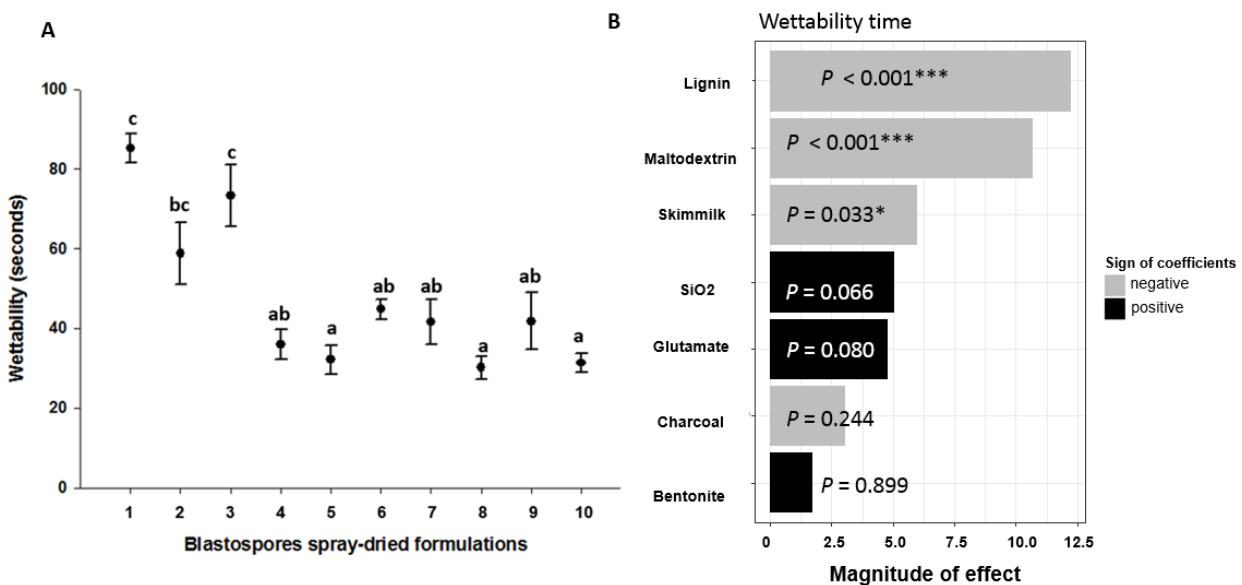 A
100
80
60
40
20
0
Wettability (seconds)
c
bc
c
ab
a
ab
ab
a
ab
a
1 2 3 4 5 6 7 8 9 10
Blastospores spray-dried formulations
B
Wettability time
Lignin
P < 0.001***
Maltodextrin
P < 0.001***
Skimmilk
P = 0.033*
SiO2
P = 0.066
Glutamate
P = 0.080
Charcoal
P = 0.244
Bentonite
P = 0.899
0 2.5 5.0 7.5 10.0 12.5
Magnitude of effect
Sign of coefficients
negative
positive